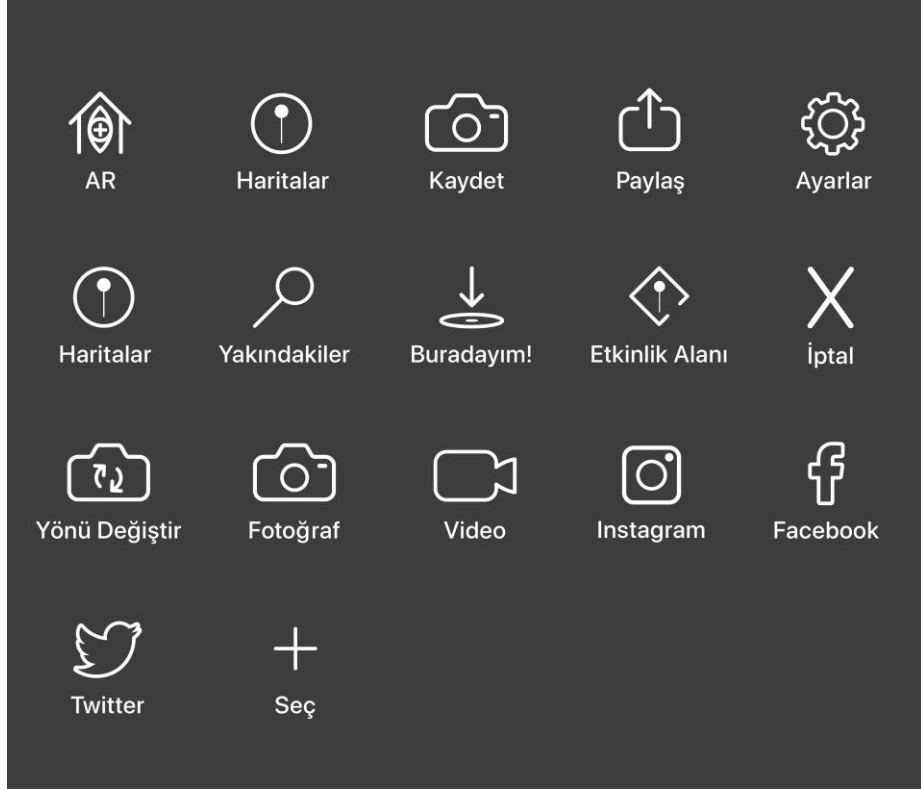 AR
Haritalar
Kaydet
Paylaş
Ayarlar
Haritalar
Yakındakiler
Buradayım!
Etkinlik Alanı
İptal
Yönü Değiştir
Fotoğraf
Video
Instagram
Facebook
Twitter
Seç